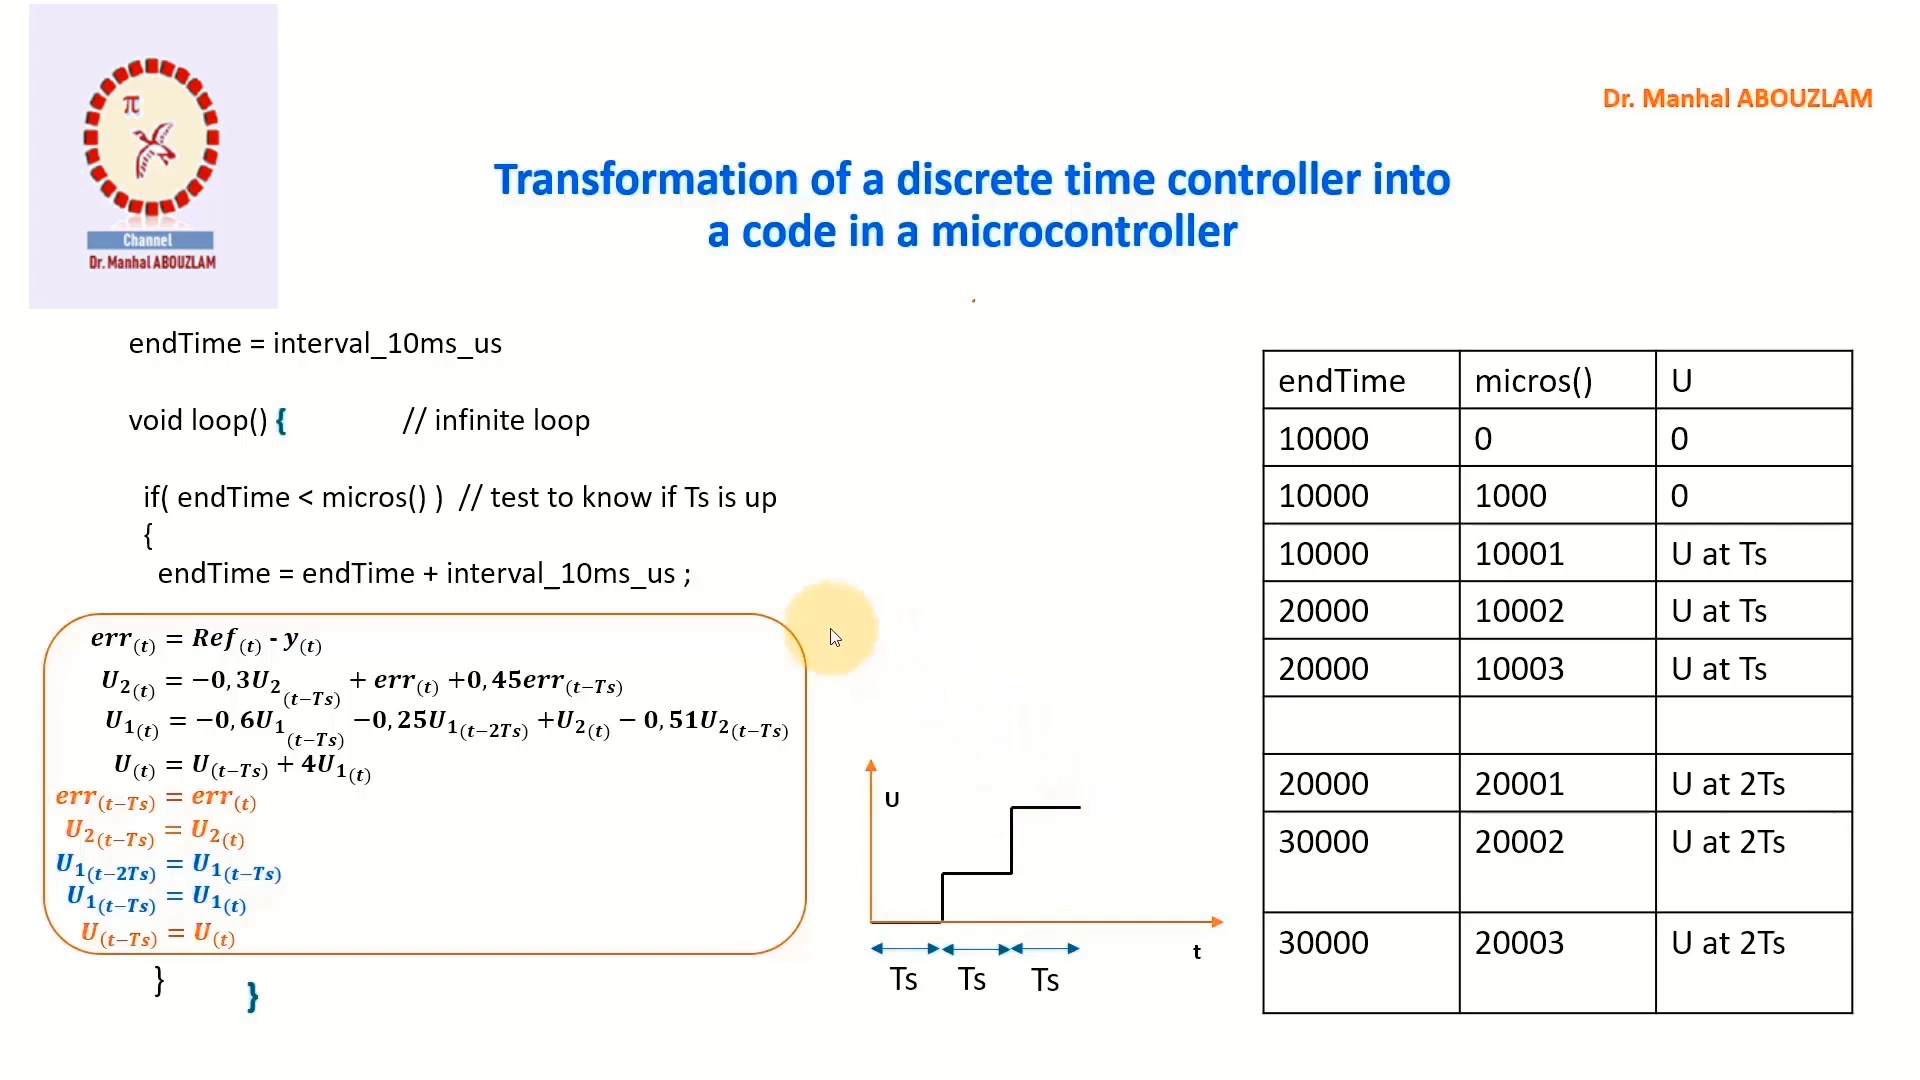 π
Channel
Dr. Manhal ABOUZLAM
Dr. Manhal ABOUZLAM
Transformation of a discrete time controller into
a code in a microcontroller
endTime = interval_10ms_us
void loop() { // infinite loop
if( endTime < micros() ) // test to know if Ts is up
{
endTime = endTime + interval_10ms_us ;
err(t) = Ref(t) - y(t)
U2(t) = −0,3U2(t−Ts) + err(t) +0,45err(t−Ts)
U1(t) = −0,6U1(t−Ts) −0,25U1(t−2Ts) +U2(t) − 0,51U2(t−Ts)
U(t) = U(t−Ts) + 4U1(t)
err(t−Ts) = err(t)
U2(t−Ts) = U2(t)
U1(t−2Ts) = U1(t−Ts)
U1(t−Ts) = U1(t)
U(t−Ts) = U(t)
}
}
U
t
Ts Ts Ts
endTime micros() U
10000 0 0
10000 1000 0
10000 10001 U at Ts
20000 10002 U at Ts
20000 10003 U at Ts
20000 20001 U at 2Ts
30000 20002 U at 2Ts
30000 20003 U at 2Ts